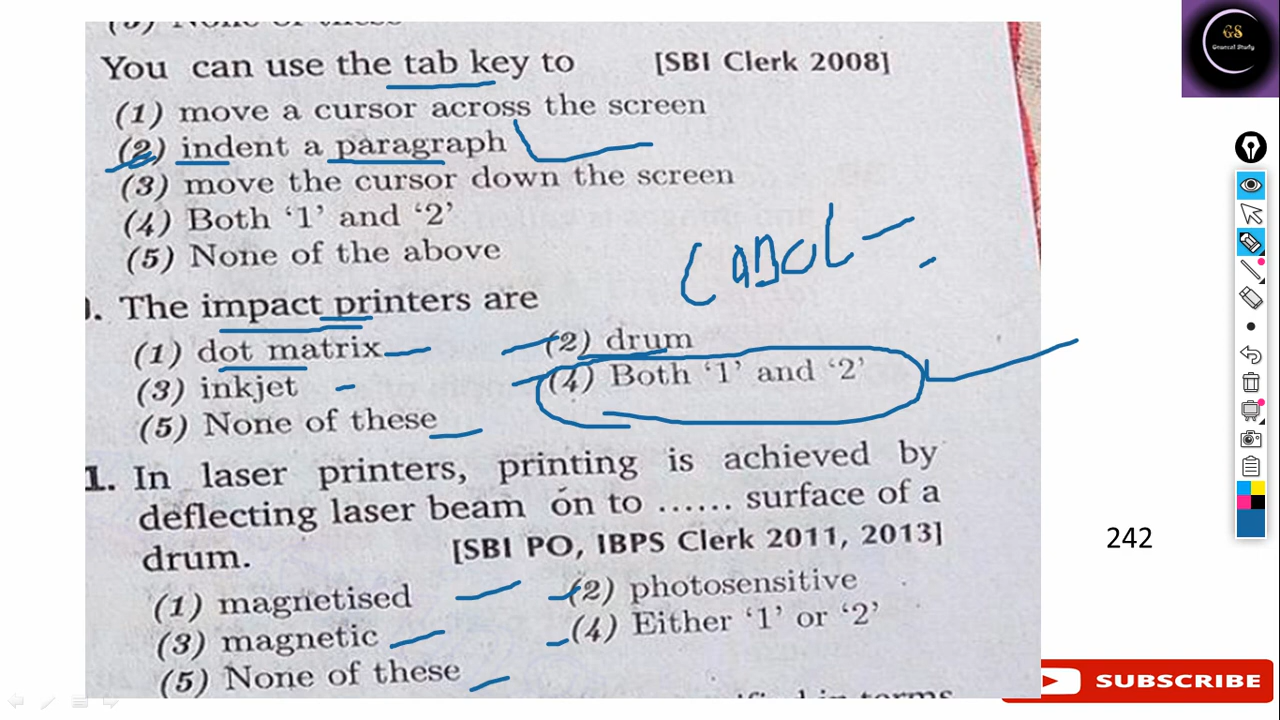 You can use the tab key to [SBI Clerk 2008]
(1) move a cursor across the screen
(2) indent a paragraph
(3) move the cursor down the screen
(4) Both ‘1’ and ‘2’
(5) None of the above
The impact printers are
(1) dot matrix (2) drum
(3) inkjet (4) Both ‘1’ and ‘2’
(5) None of these
1. In laser printers, printing is achieved by
deflecting laser beam on to ...... surface of a
drum. [SBI PO, IBPS Clerk 2011, 2013]
(1) magnetised (2) photosensitive
(3) magnetic (4) Either ‘1’ or ‘2’
(5) None of these
GS
242
SUBSCRIBE